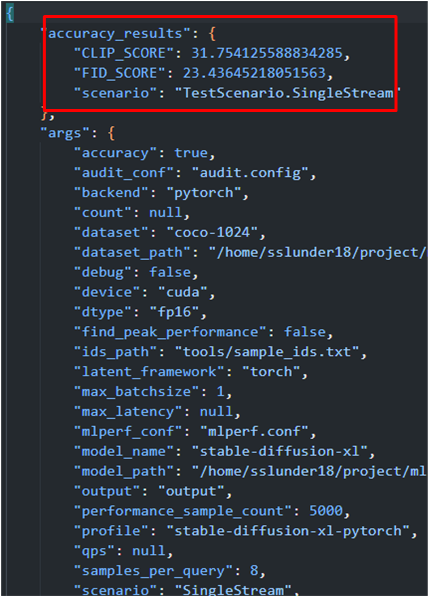 {
"accuracy_results": {
"CLIP_SCORE": 31.754125588834285,
"FID_SCORE": 23.43645218051563,
"scenario": "TestScenario.SingleStream"
},
"args": {
"accuracy": true,
"audit_conf": "audit.config",
"backend": "pytorch",
"count": null,
"dataset": "coco-1024",
"dataset_path": "/home/sslunder18/project/
"debug": false,
"device": "cuda",
"dtype": "fp16",
"find_peak_performance": false,
"ids_path": "tools/sample_ids.txt",
"latent_framework": "torch",
"max_batchsize": 1,
"max_latency": null,
"mlperf_conf": "mlperf.conf",
"model_name": "stable-diffusion-xl",
"model_path": "/home/sslunder18/project/ml
"output": "output",
"performance_sample_count": 5000,
"profile": "stable-diffusion-xl-pytorch",
"qps": null,
"samples_per_query": 8,
"scenario": "SingleStream",